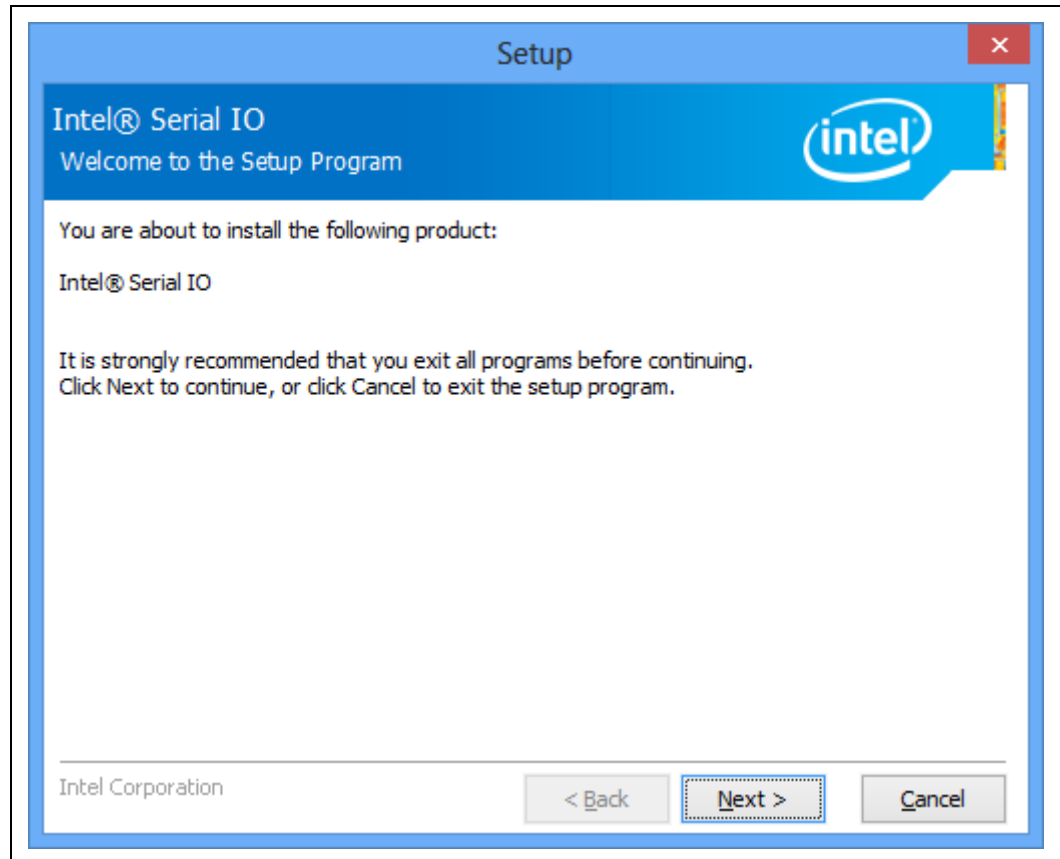 Setup
Intel® Serial IO
Welcome to the Setup Program
intel
You are about to install the following product:
Intel® Serial IO
It is strongly recommended that you exit all programs before continuing.
Click Next to continue, or click Cancel to exit the setup program.
Intel Corporation
< Back
Next >
Cancel